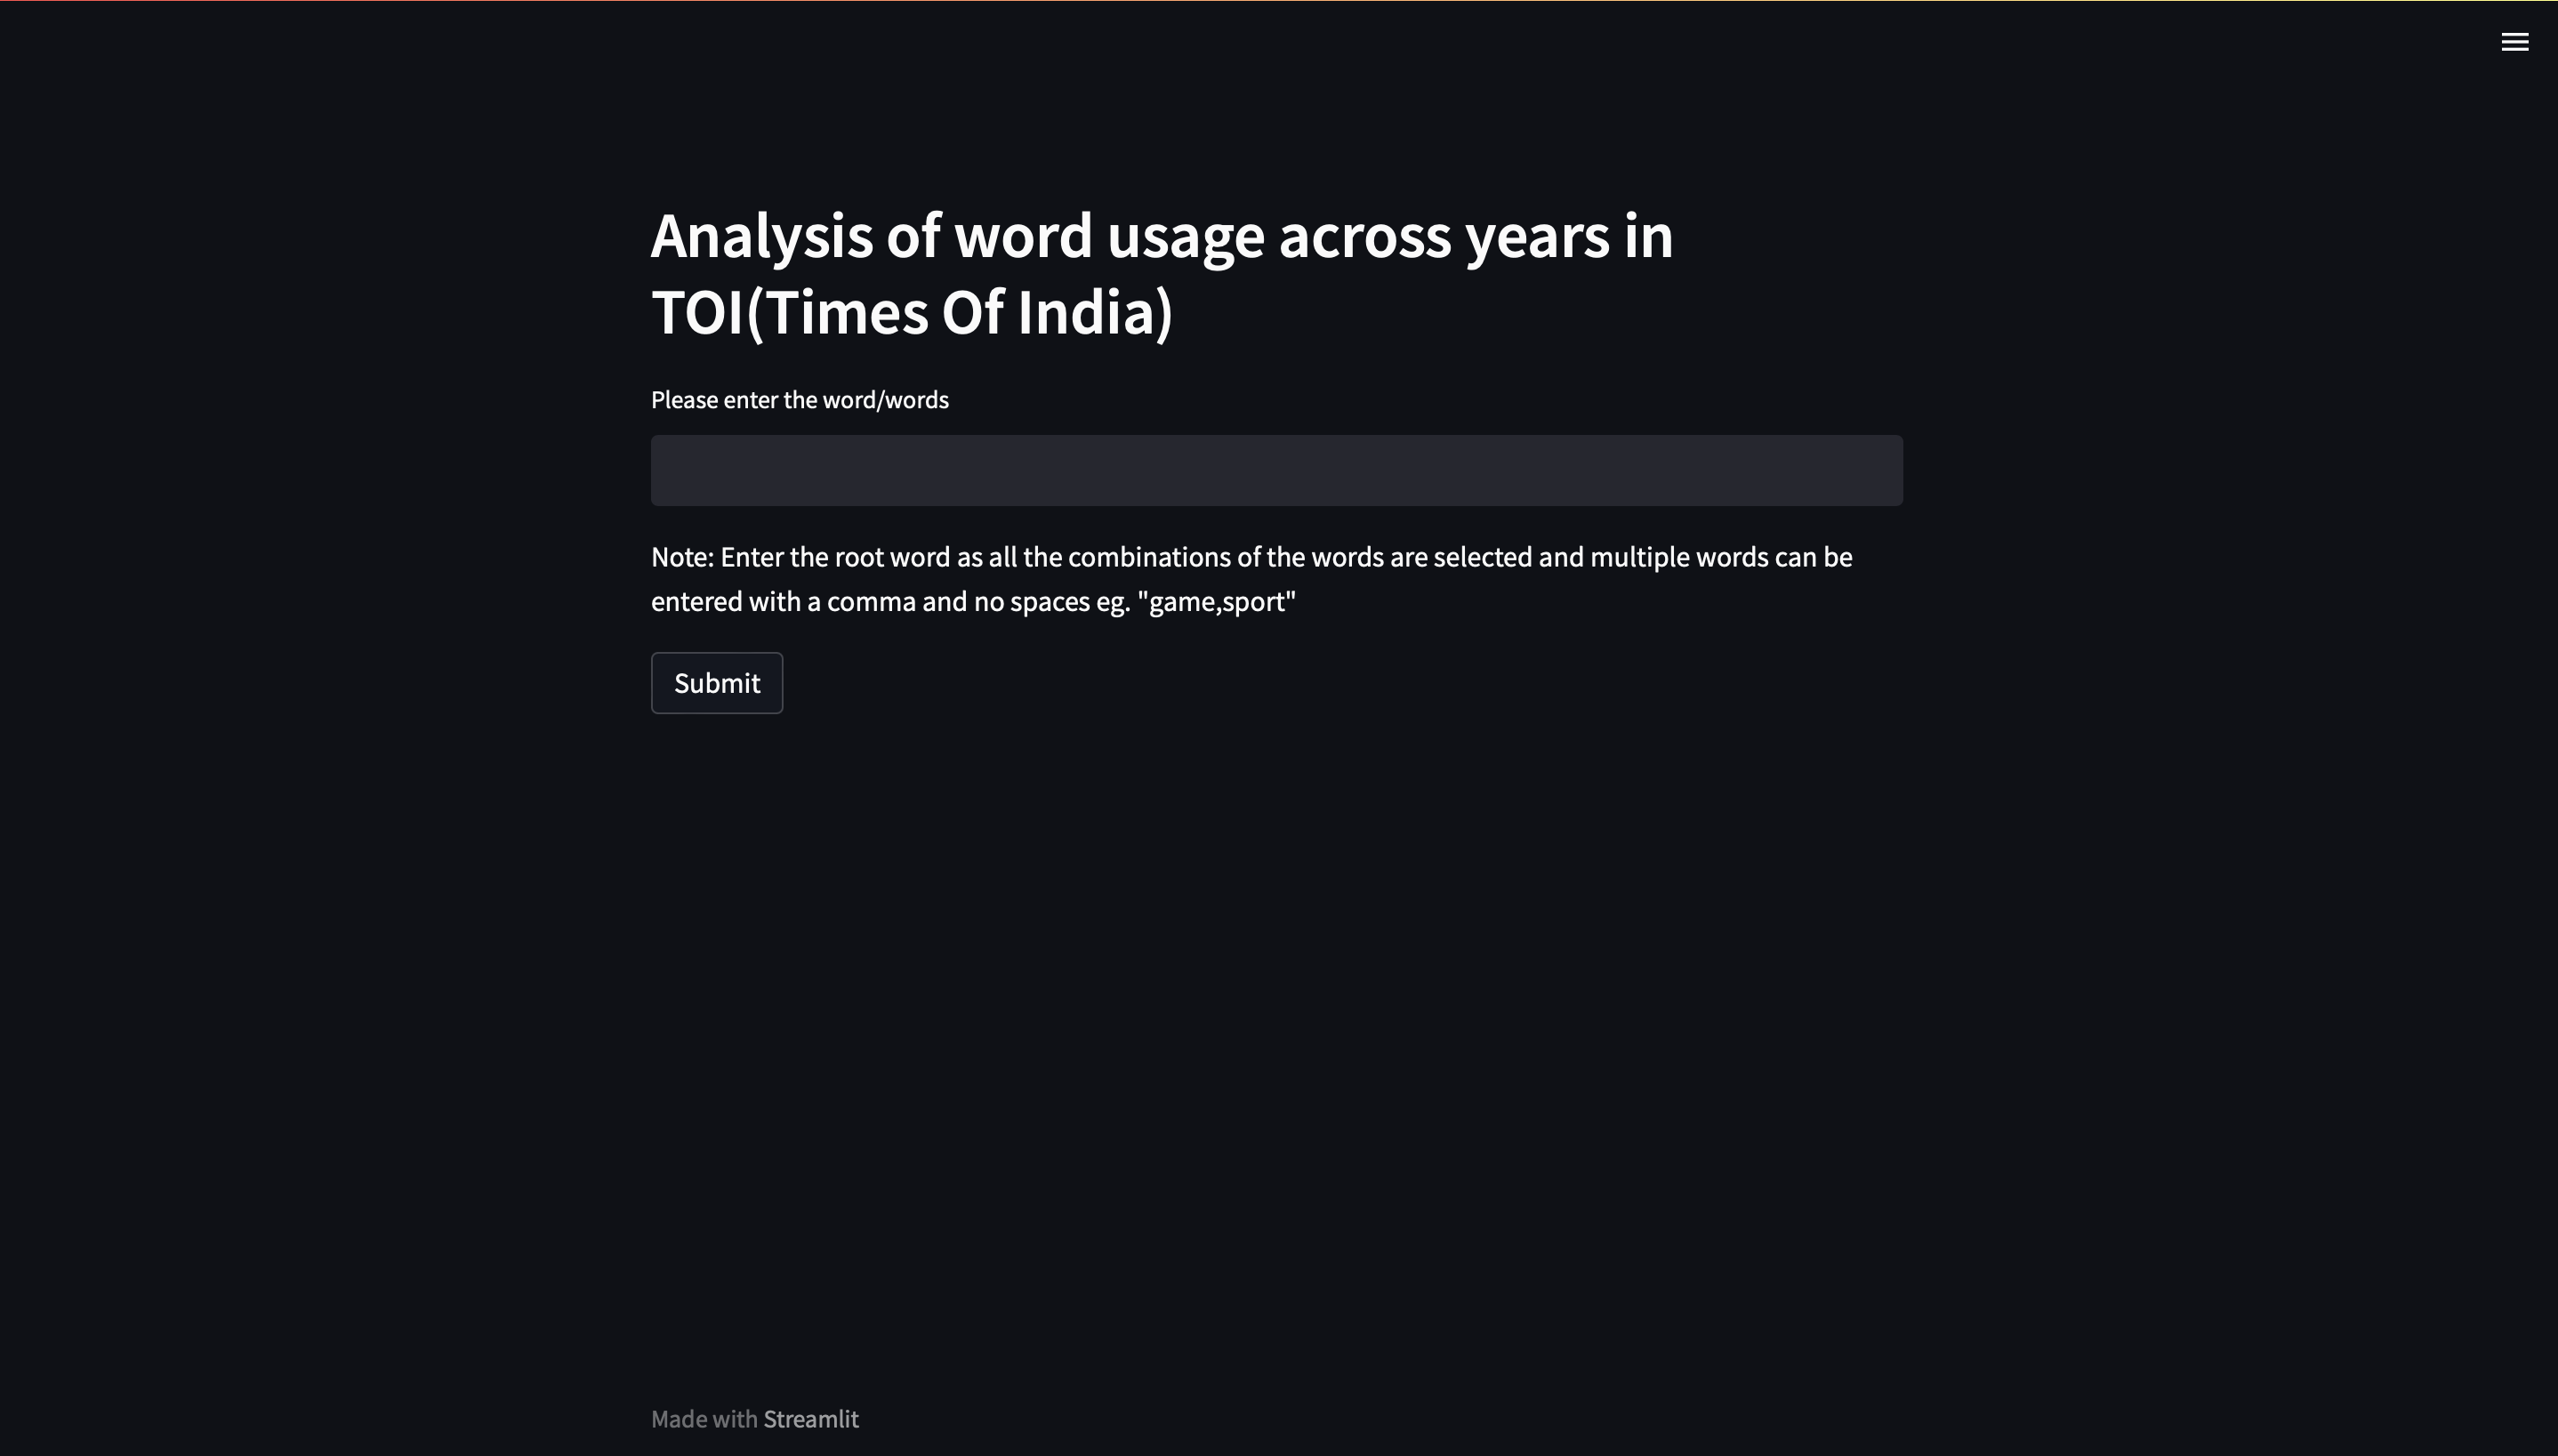 Analysis of word usage across years in
TOI(Times Of India)
Please enter the word/words
Note: Enter the root word as all the combinations of the words are selected and multiple words can be
entered with a comma and no spaces eg. "game,sport"
Submit
Made with Streamlit